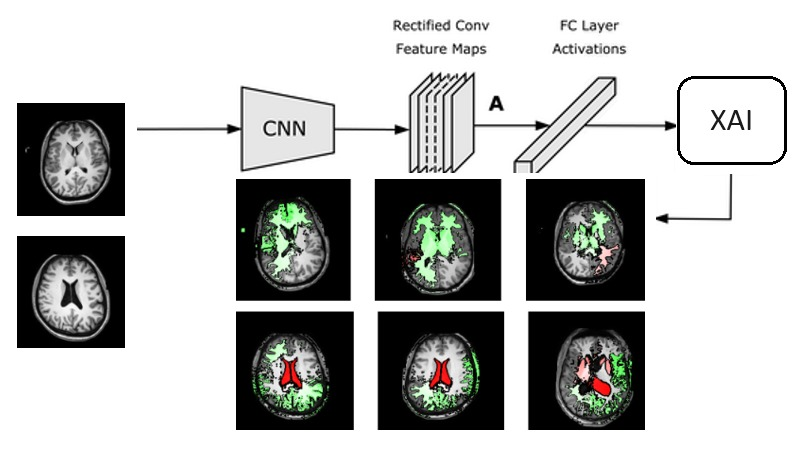 Rectified Conv
Feature Maps
FC Layer
Activations
A
CNN
XAI